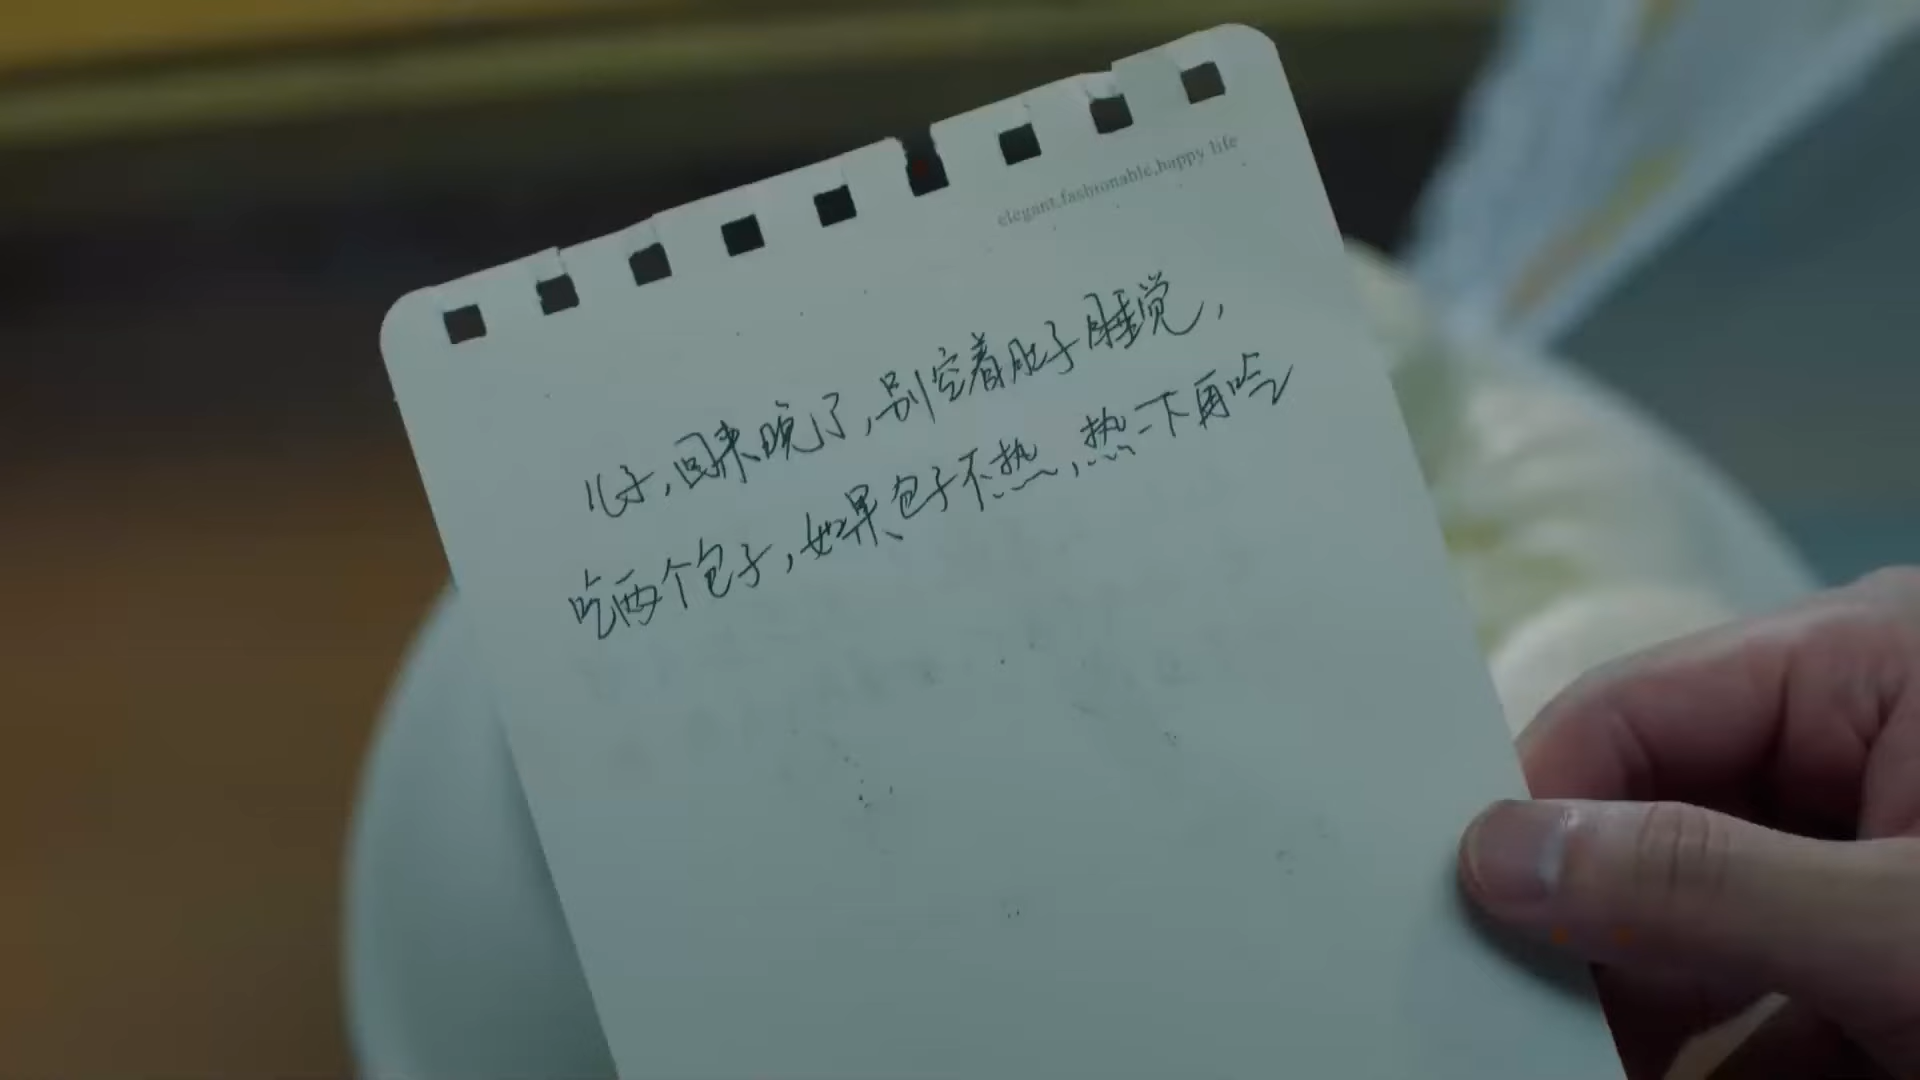 elegant.fashionable.happy life
儿子,回来晚了,别空着肚子睡觉,
吃两个包子,如果包子不热,热一下再吃